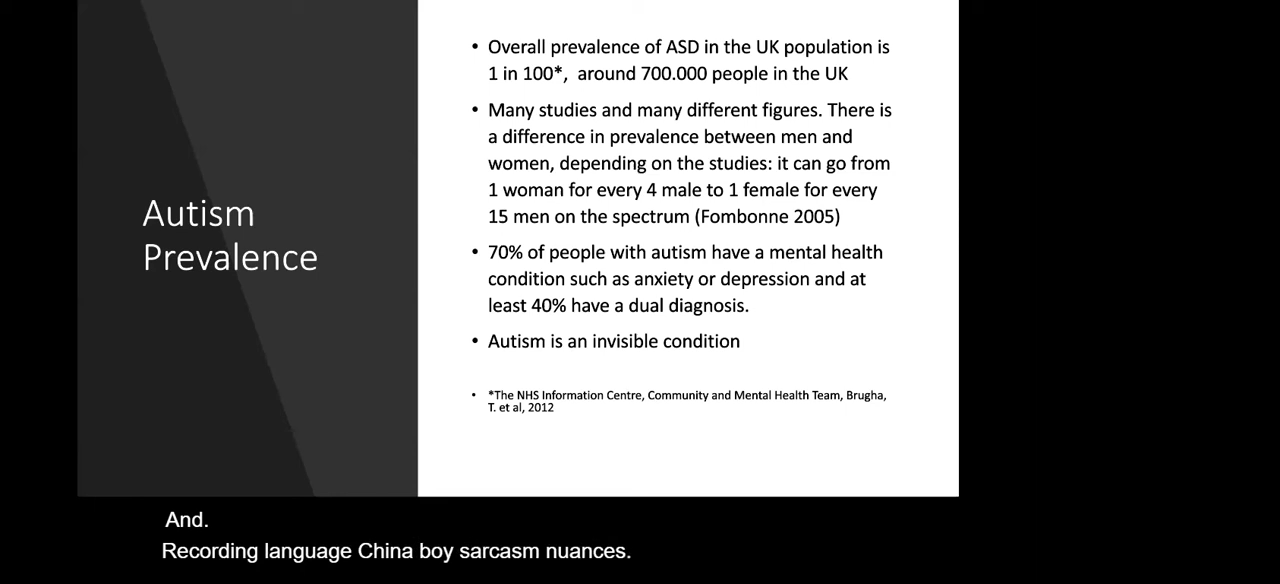 Autism
Prevalence
• Overall prevalence of ASD in the UK population is
1 in 100*, around 700.000 people in the UK
• Many studies and many different figures. There is
a difference in prevalence between men and
women, depending on the studies: it can go from
1 woman for every 4 male to 1 female for every
15 men on the spectrum (Fombonne 2005)
• 70% of people with autism have a mental health
condition such as anxiety or depression and at
least 40% have a dual diagnosis.
• Autism is an invisible condition
• *The NHS Information Centre, Community and Mental Health Team, Brugha,
T. et al, 2012
And.
Recording language China boy sarcasm nuances.